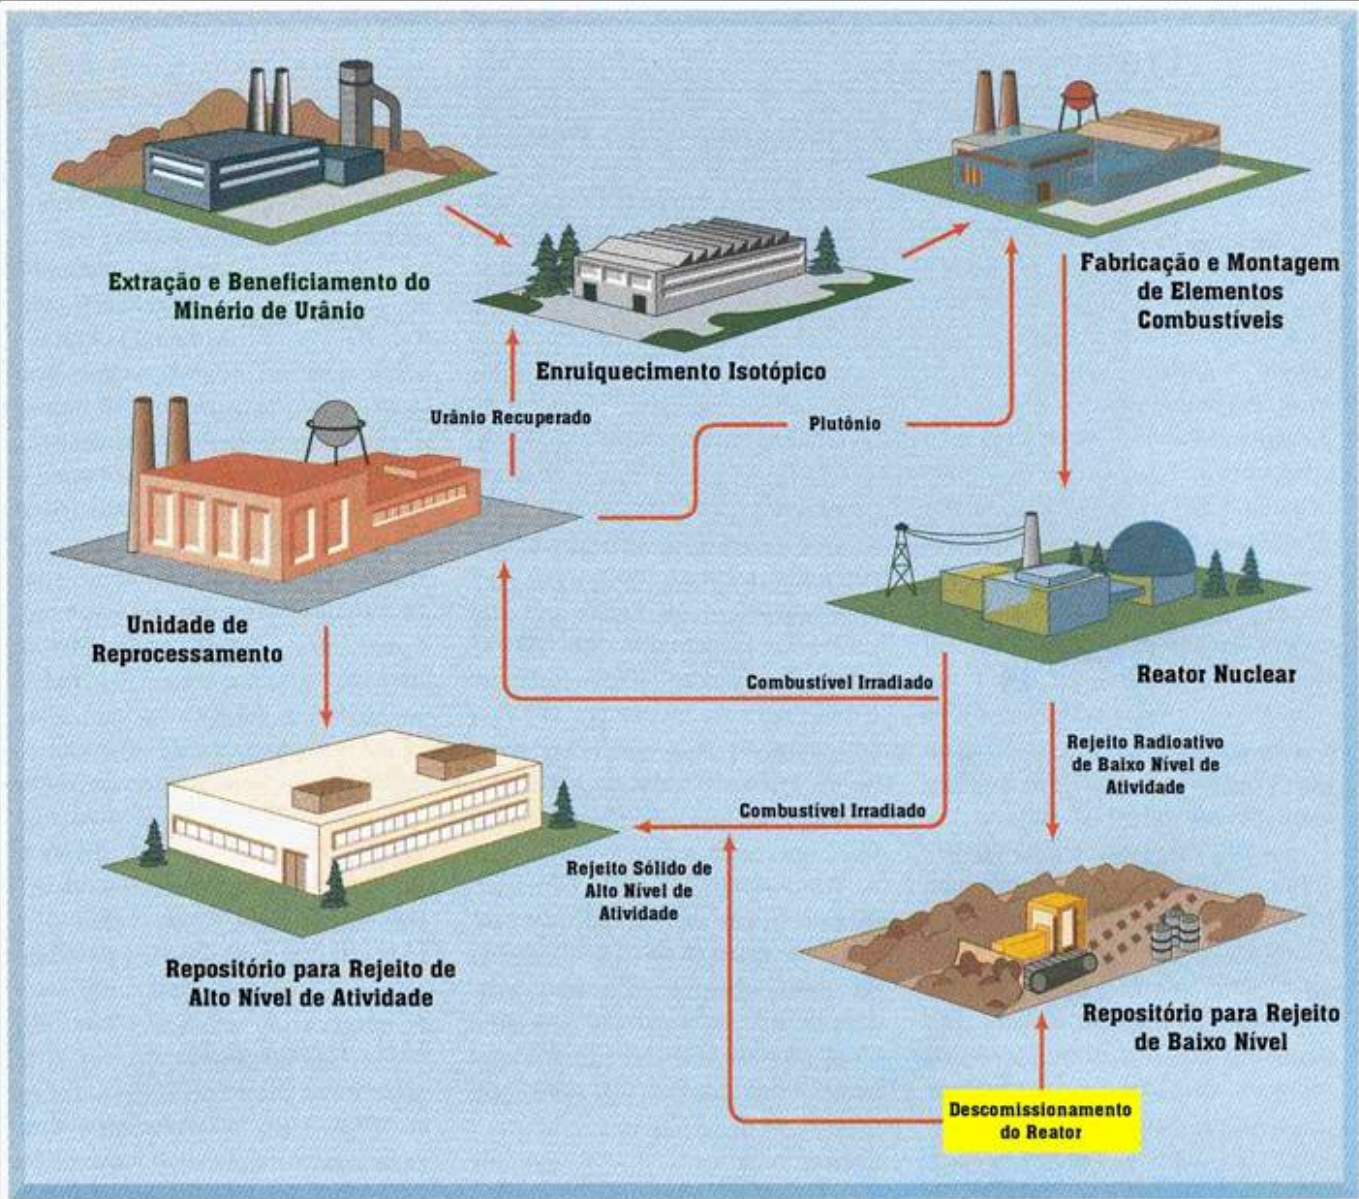 Extração e Beneficiamento do
Minério de Urânio
Fabricação e Montagem
de Elementos
Combustíveis
Enruiquecimento Isotópico
Urânio Recuperado
Plutônio
Unidade de
Reprocessamento
Reator Nuclear
Combustível Irradiado
Rejeito Radioativo
de Baixo Nível de
Atividade
Combustível Irradiado
Rejeito Sólido de
Alto Nível de
Atividade
Repositório para Rejeito de
Alto Nível de Atividade
Repositório para Rejeito
de Baixo Nível
Descomissionamento
do Reator